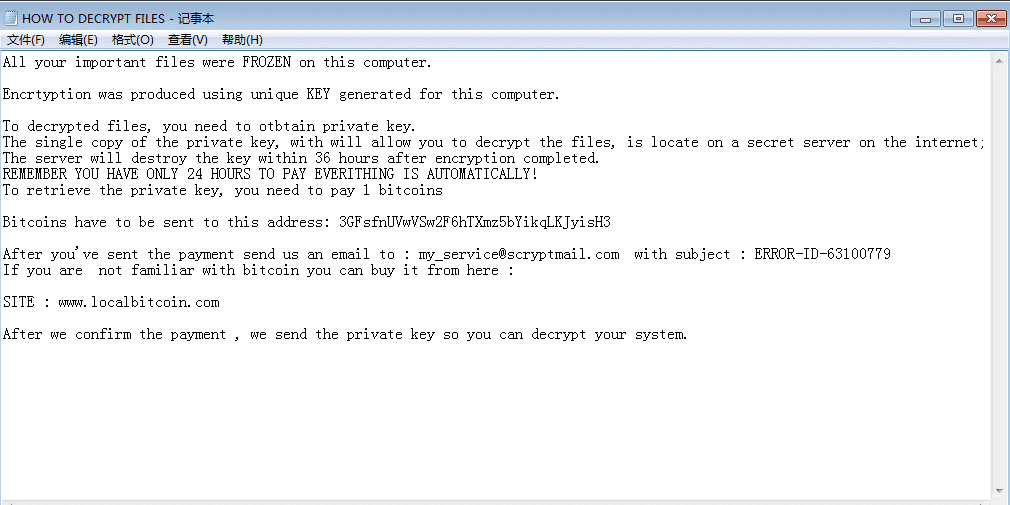 HOW TO DECRYPT FILES - 记事本
文件(F) 编辑(E) 格式(O) 查看(V) 帮助(H)
All your important files were FROZEN on this computer.
Encrtyption was produced using unique KEY generated for this computer.
To decrypted files, you need to otbtain private key.
The single copy of the private key, with will allow you to decrypt the files, is locate on a secret server on the internet;
The server will destroy the key within 36 hours after encryption completed.
REMEMBER YOU HAVE ONLY 24 HOURS TO PAY EVERITHING IS AUTOMATICALLY!
To retrieve the private key, you need to pay 1 bitcoins
Bitcoins have to be sent to this address: 3GFsfnUVwVSw2F6hTXmz5bYikqLKJyisH3
After you've sent the payment send us an email to : my_service@scryptmail.com  with subject : ERROR-ID-63100779
If you are  not familiar with bitcoin you can buy it from here :
SITE : www.localbitcoin.com
After we confirm the payment , we send the private key so you can decrypt your system.